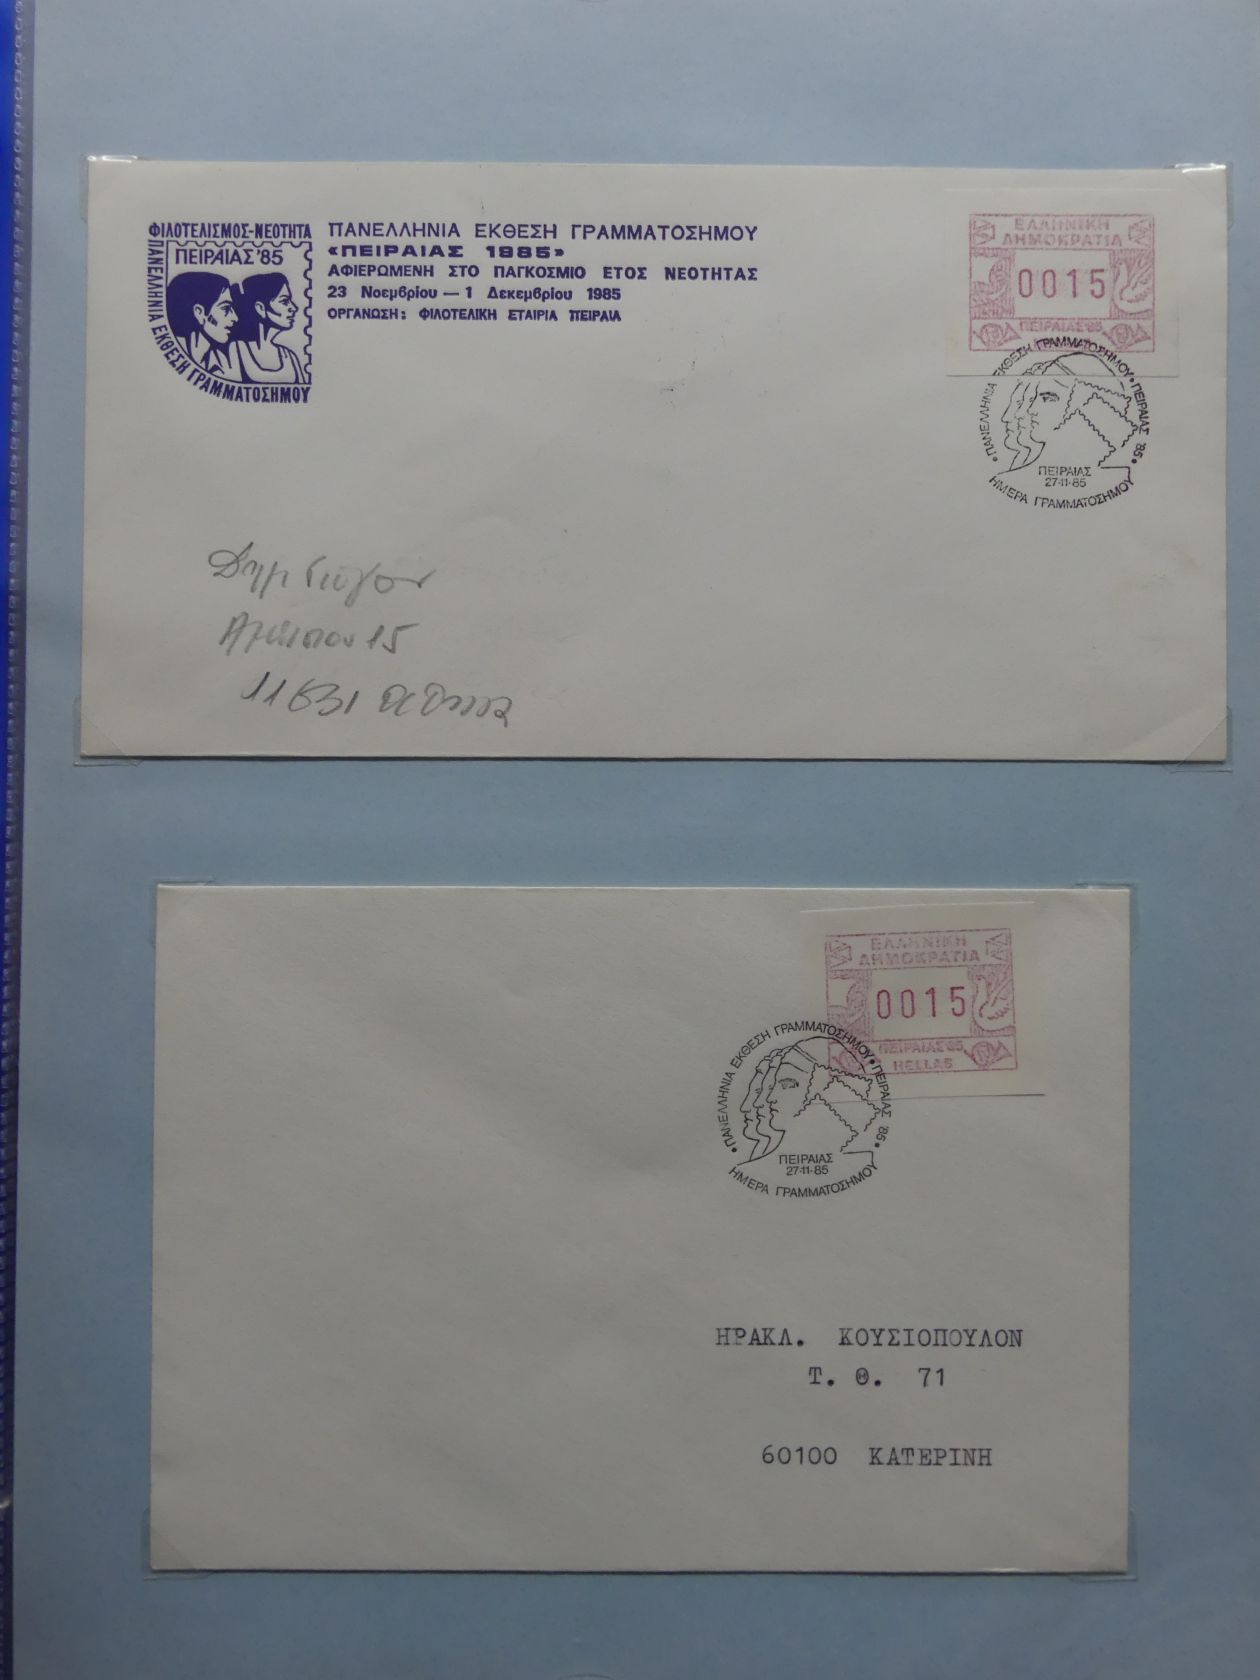 ΦΙΛΟΤΕΛΙΣΜΟΣ-ΝΕΟΤΗΤΑ
ΠΑΝΕΛΛΗΝΙΑ ΕΚΘΕΣΗ ΓΡΑΜΜΑΤΟΣΗΜΟΥ
ΠΕΙΡΑΙΑΣ '85
ΠΑΝΕΛΛΗΝΙΑ ΕΚΘΕΣΗ ΓΡΑΜΜΑΤΟΣΗΜΟΥ
«ΠΕΙΡΑΙΑΣ 1985»
ΑΦΙΕΡΩΜΕΝΗ ΣΤΟ ΠΑΓΚΟΣΜΙΟ ΕΤΟΣ ΝΕΟΤΗΤΑΣ
23 Νοεμβρίου — 1 Δεκεμβρίου 1985
ΟΡΓΑΝΩΣΗ: ΦΙΛΟΤΕΛΙΚΗ ΕΤΑΙΡΙΑ ΠΕΙΡΑΙΑ
ΕΛΛΗΝΙΚΗ
ΔΗΜΟΚΡΑΤΙΑ
0015
ΠΕΙΡΑΙΑΣ'85
ΠΑΝΕΛΛΗΝΙΑ ΕΚΘΕΣΗ ΓΡΑΜΜΑΤΟΣΗΜΟΥ • ΠΕΙΡΑΙΑΣ '85 •
ΠΕΙΡΑΙΑΣ
27·11·85
ΗΜΕΡΑ ΓΡΑΜΜΑΤΟΣΗΜΟΥ
15
ΕΛΛΗΝΙΚΗ
ΔΗΜΟΚΡΑΤΙΑ
0015
ΠΕΙΡΑΙΑΣ'85
HELLAS
• ΠΑΝΕΛΛΗΝΙΑ ΕΚΘΕΣΗ ΓΡΑΜΜΑΤΟΣΗΜΟΥ • ΠΕΙΡΑΙΑΣ '85 •
ΠΕΙΡΑΙΑΣ
27·11·85
ΗΜΕΡΑ ΓΡΑΜΜΑΤΟΣΗΜΟΥ
ΗΡΑΚΛ. ΚΟΥΣΙΟΠΟΥΛΟΝ
Τ. Θ. 71
60100 ΚΑΤΕΡΙΝΗ